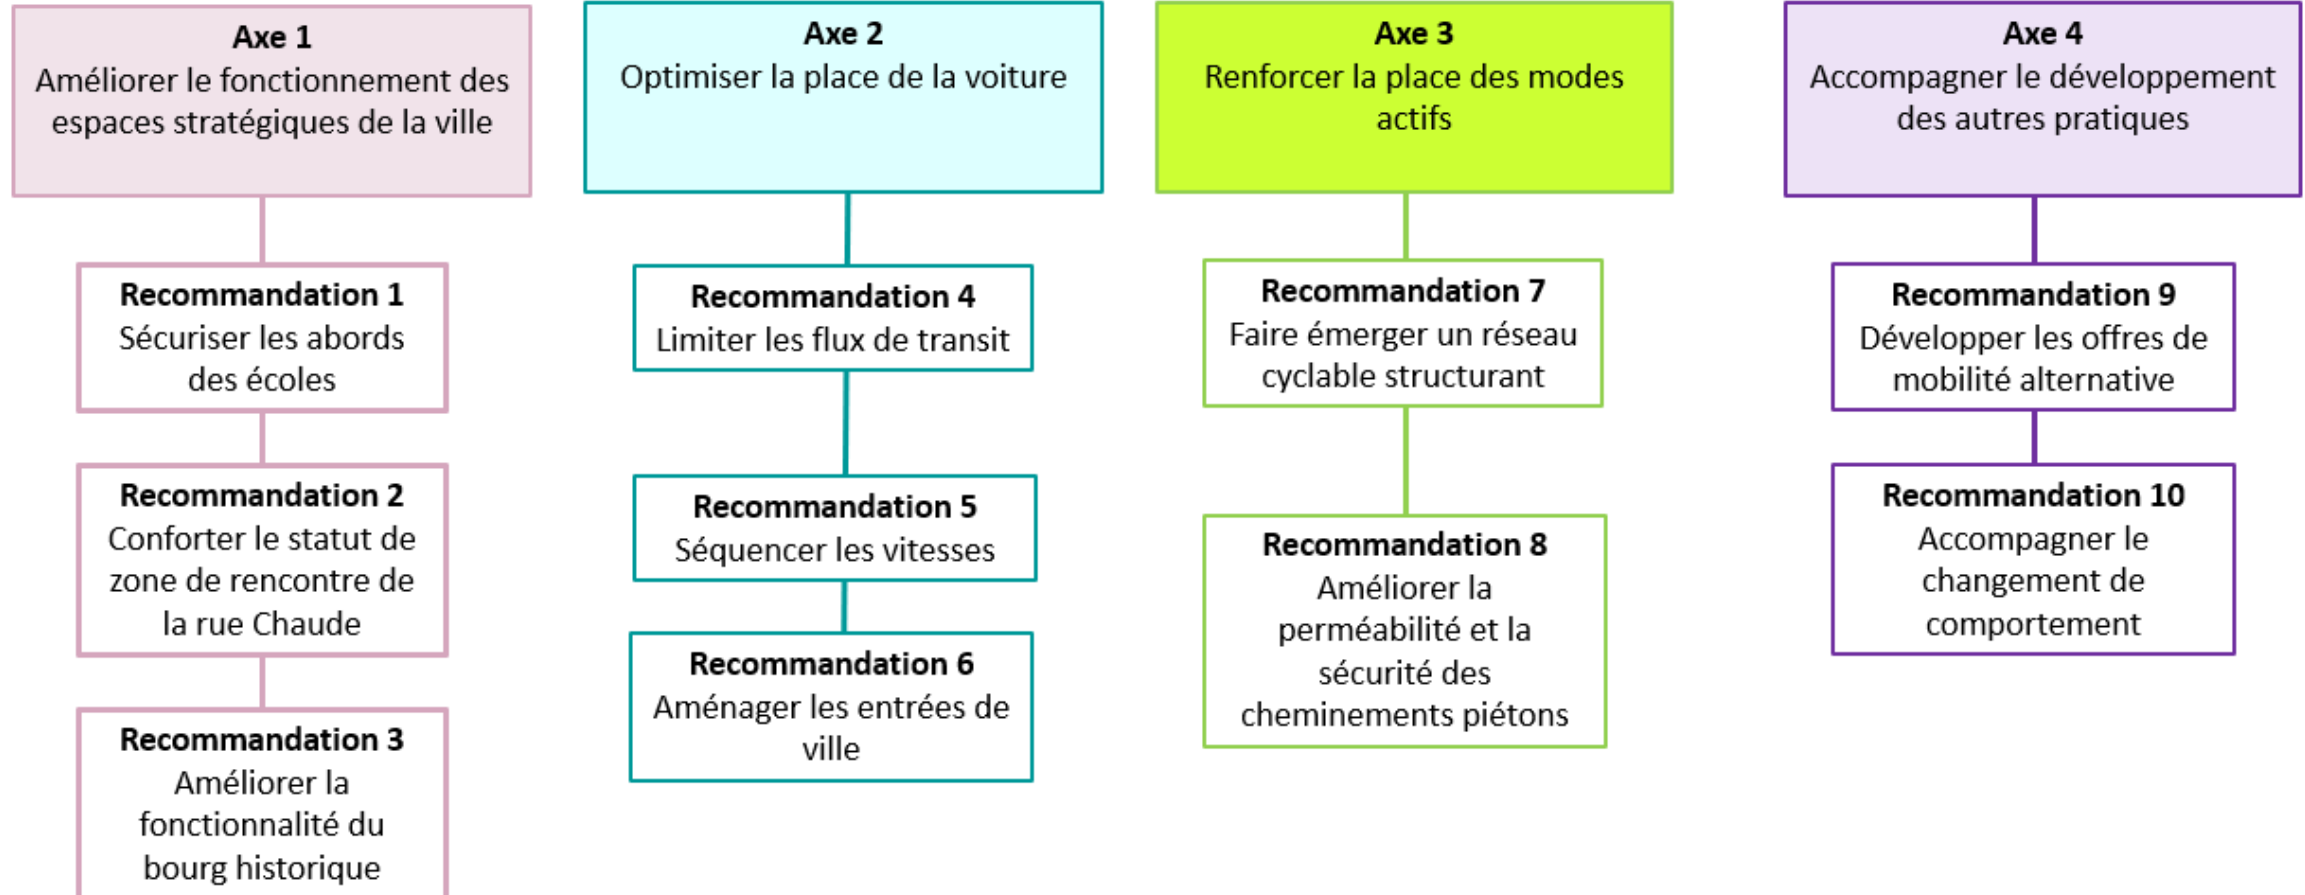 Axe 1
Améliorer le fonctionnement des
espaces stratégiques de la ville
Recommandation 1
Sécuriser les abords
des écoles
Recommandation 2
Conforter le statut de
zone de rencontre de
la rue Chaude
Recommandation 3
Améliorer la
fonctionnalité du
bourg historique
Axe 2
Optimiser la place de la voiture
Recommandation 4
Limiter les flux de transit
Recommandation 5
Séquencer les vitesses
Recommandation 6
Aménager les entrées de
ville
Axe 3
Renforcer la place des modes
actifs
Recommandation 7
Faire émerger un réseau
cyclable structurant
Recommandation 8
Améliorer la
perméabilité et la
sécurité des
cheminements piétons
Axe 4
Accompagner le développement
des autres pratiques
Recommandation 9
Développer les offres de
mobilité alternative
Recommandation 10
Accompagner le
changement de
comportement